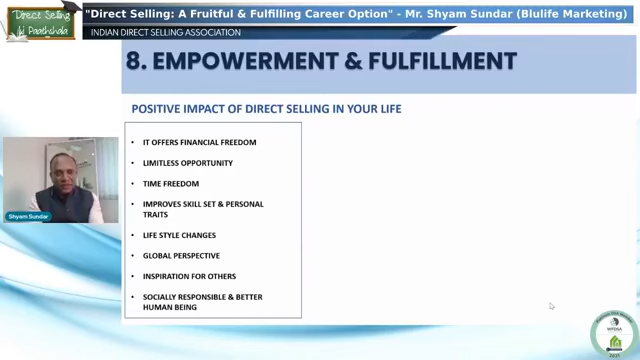 Direct Selling
Ki Paathshala
"Direct Selling: A Fruitful & Fulfilling Career Option" - Mr. Shyam Sundar (Blulife Marketing)
INDIAN DIRECT SELLING ASSOCIATION
8. EMPOWERMENT & FULFILLMENT
POSITIVE IMPACT OF DIRECT SELLING IN YOUR LIFE
• IT OFFERS FINANCIAL FREEDOM
• LIMITLESS OPPORTUNITY
• TIME FREEDOM
• IMPROVES SKILL SET & PERSONAL
TRAITS
• LIFE STYLE CHANGES
• GLOBAL PERSPECTIVE
• INSPIRATION FOR OTHERS
• SOCIALLY RESPONSIBLE & BETTER
HUMAN BEING
Shyam Sundar
WFDSA